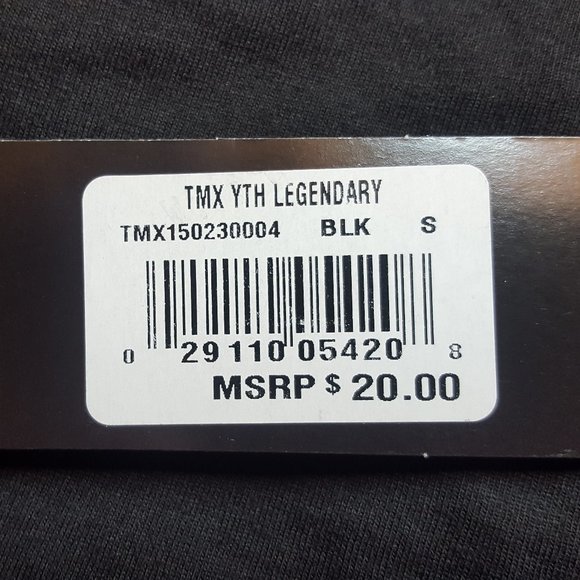 TMX YTH LEGENDARY
TMX150230004 BLK S
0 29110 05420 8
MSRP $ 20.00